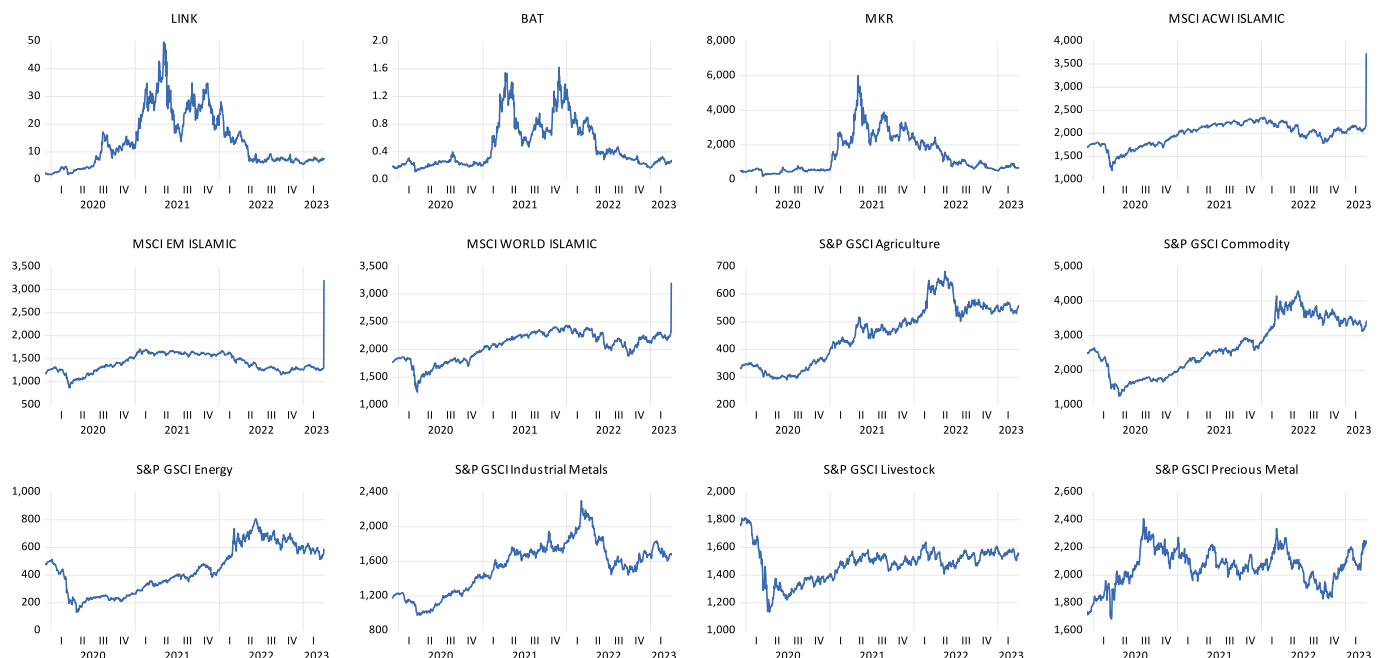 LINK
50
40
30
20
10
0
I II III IV I II III IV I II III IV I
2020 2021 2022 2023
BAT
2.0
1.6
1.2
0.8
0.4
0.0
I II III IV I II III IV I II III IV I
2020 2021 2022 2023
MKR
8,000
6,000
4,000
2,000
0
I II III IV I II III IV I II III IV I
2020 2021 2022 2023
MSCI ACWI ISLAMIC
4,000
3,500
3,000
2,500
2,000
1,500
1,000
I II III IV I II III IV I II III IV I
2020 2021 2022 2023
MSCI EM ISLAMIC
3,500
3,000
2,500
2,000
1,500
1,000
500
I II III IV I II III IV I II III IV I
2020 2021 2022 2023
MSCI WORLD ISLAMIC
3,500
3,000
2,500
2,000
1,500
1,000
I II III IV I II III IV I II III IV I
2020 2021 2022 2023
S&P GSCI Agriculture
700
600
500
400
300
200
I II III IV I II III IV I II III IV I
2020 2021 2022 2023
S&P GSCI Commodity
5,000
4,000
3,000
2,000
1,000
I II III IV I II III IV I II III IV I
2020 2021 2022 2023
S&P GSCI Energy
1,000
800
600
400
200
0
I II III IV I II III IV I II III IV I
2020 2021 2022 2023
S&P GSCI Industrial Metals
2,400
2,000
1,600
1,200
800
I II III IV I II III IV I II III IV I
2020 2021 2022 2023
S&P GSCI Livestock
2,000
1,800
1,600
1,400
1,200
1,000
I II III IV I II III IV I II III IV I
2020 2021 2022 2023
S&P GSCI Precious Metal
2,600
2,400
2,200
2,000
1,800
1,600
I II III IV I II III IV I II III IV I
2020 2021 2022 2023